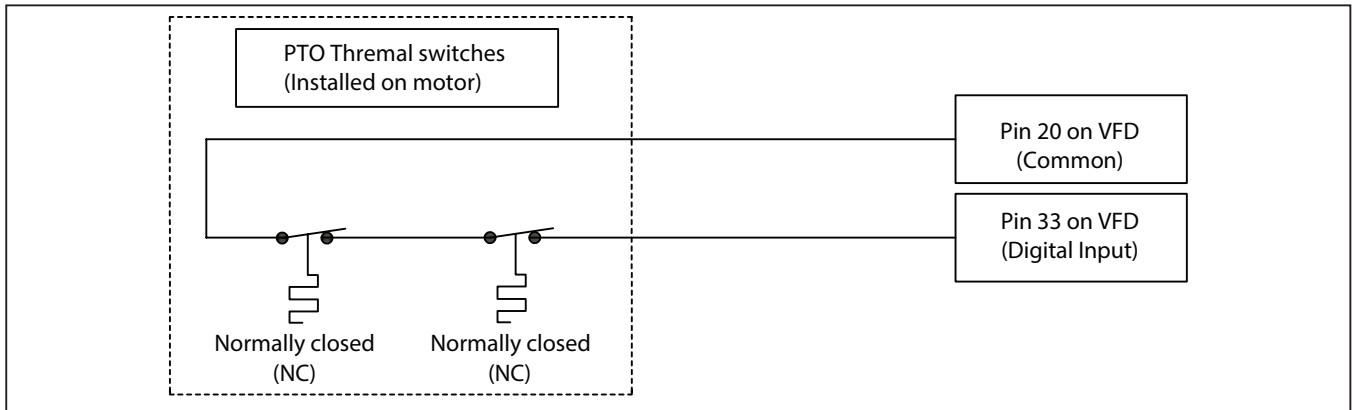 PTO Thremal switches
(Installed on motor)
Pin 20 on VFD
(Common)
Pin 33 on VFD
(Digital Input)
Normally closed
(NC)
Normally closed
(NC)